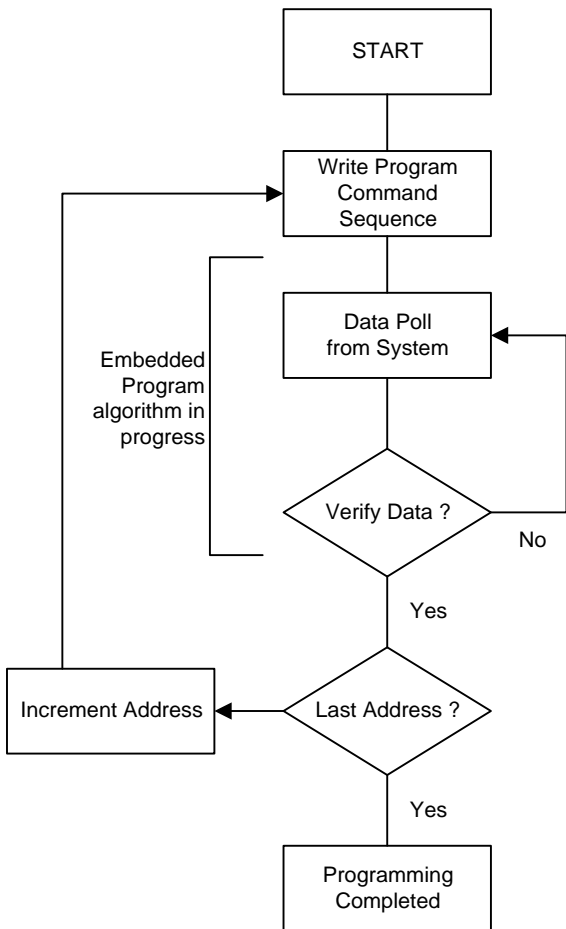 START
Write Program
Command
Sequence
Data Poll
from System
Embedded
Program
algorithm in
progress
Verify Data ?
No
Yes
Increment Address
Last Address ?
Yes
Programming
Completed